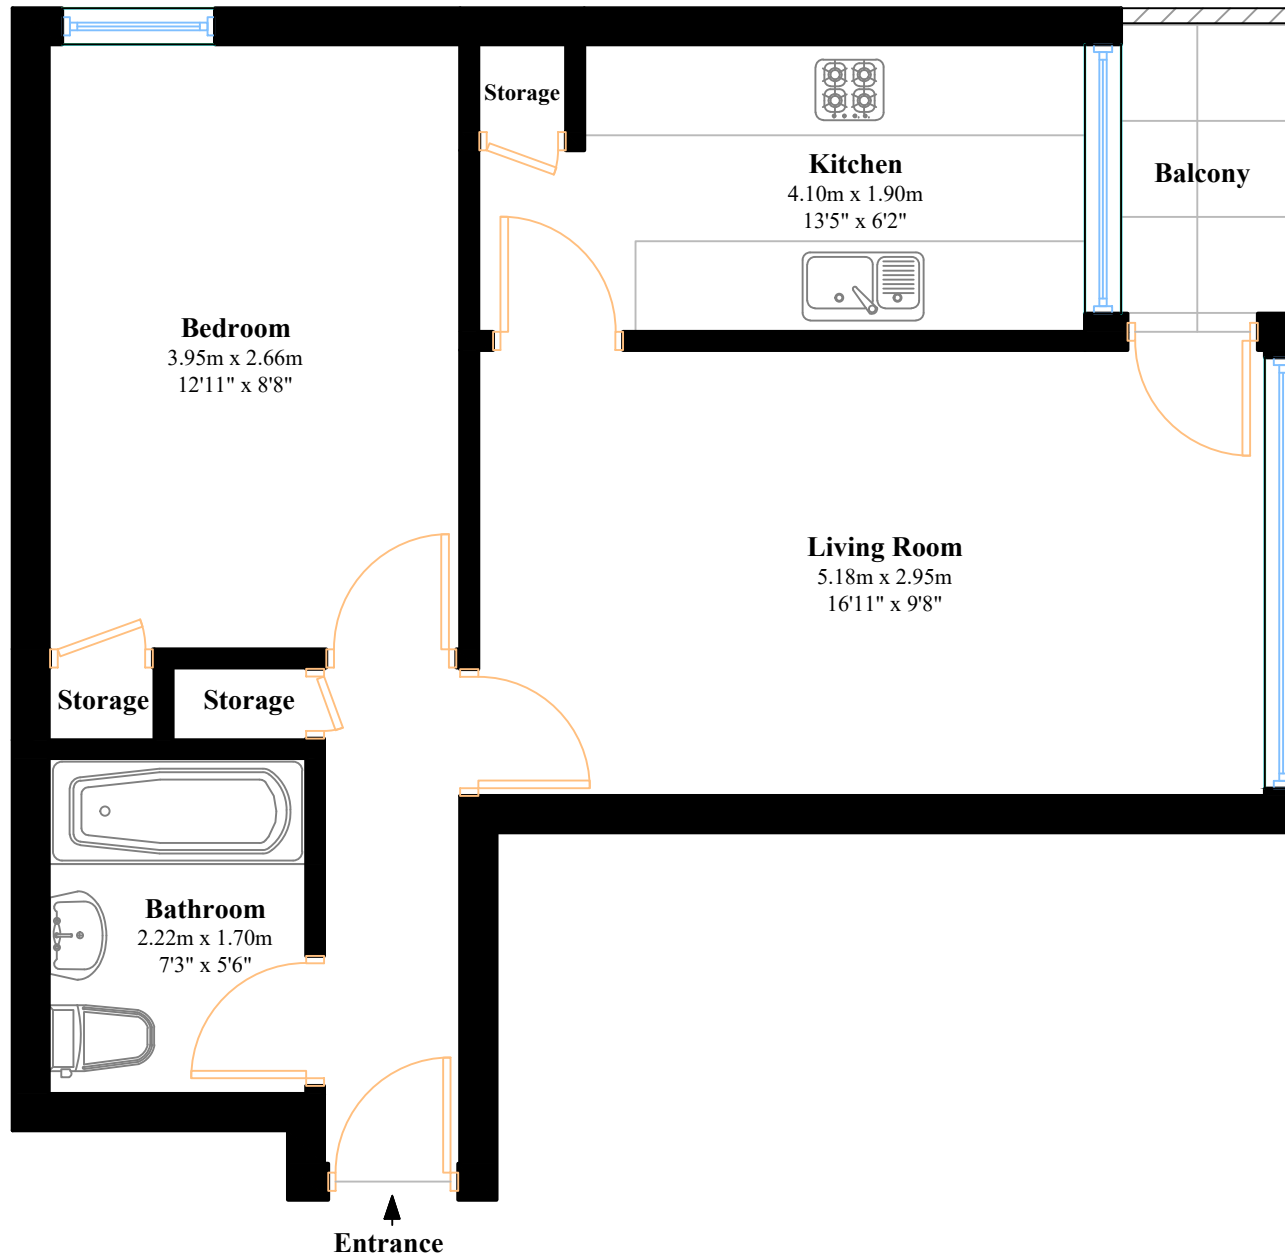 Storage
Kitchen
4.10m x 1.90m
13'5" x 6'2"
Balcony
Bedroom
3.95m x 2.66m
12'11" x 8'8"
Living Room
5.18m x 2.95m
16'11" x 9'8"
Storage
Storage
Bathroom
2.22m x 1.70m
7'3" x 5'6"
Entrance